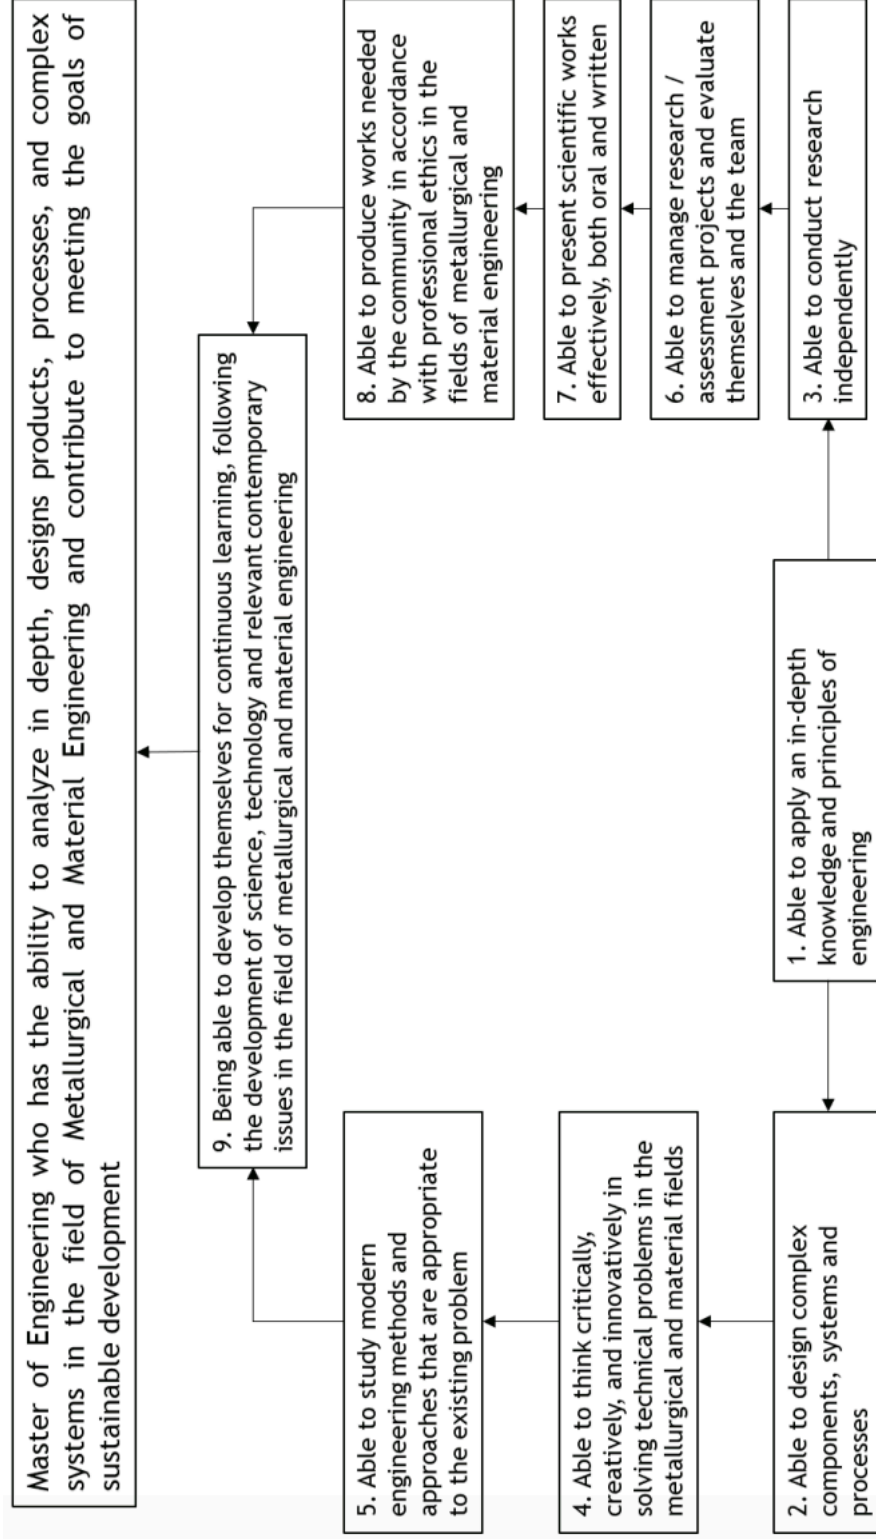 Master of Engineering who has the ability to analyze in depth, designs products, processes, and complex
systems in the field of Metallurgical and Material Engineering and contribute to meeting the goals of
sustainable development
9. Being able to develop themselves for continuous learning, following
the development of science, technology and relevant contemporary
issues in the field of metallurgical and material engineering
5. Able to study modern
engineering methods and
approaches that are appropriate
to the existing problem
8. Able to produce works needed
by the community in accordance
with professional ethics in the
fields of metallurgical and
material engineering
4. Able to think critically,
creatively, and innovatively in
solving technical problems in the
metallurgical and material fields
7. Able to present scientific works
effectively, both oral and written
6. Able to manage research /
assessment projects and evaluate
themselves and the team
2. Able to design complex
components, systems and
processes
1. Able to apply an in-depth
knowledge and principles of
engineering
3. Able to conduct research
independently